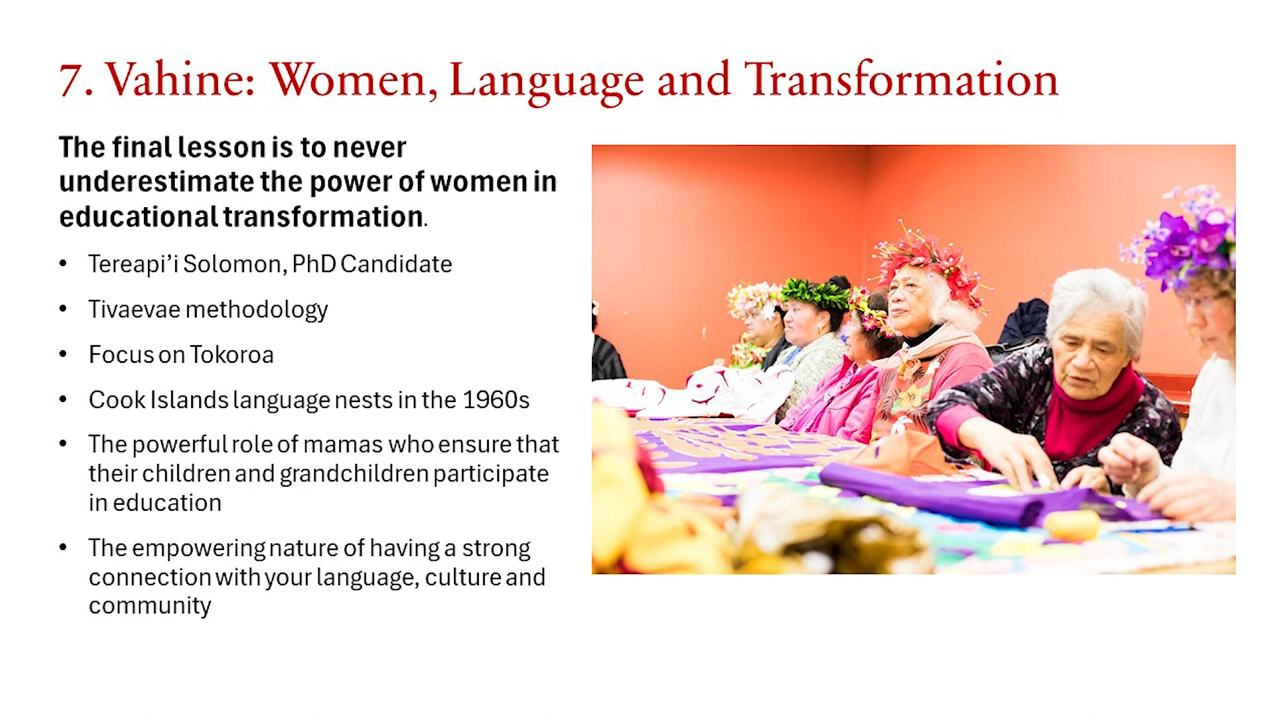 7. Vahine: Women, Language and Transformation
The final lesson is to never
underestimate the power of women in
educational transformation.
• Tereapi’i Solomon, PhD Candidate
• Tivaevae methodology
• Focus on Tokoroa
• Cook Islands language nests in the 1960s
• The powerful role of mamas who ensure that
their children and grandchildren participate
in education
• The empowering nature of having a strong
connection with your language, culture and
community